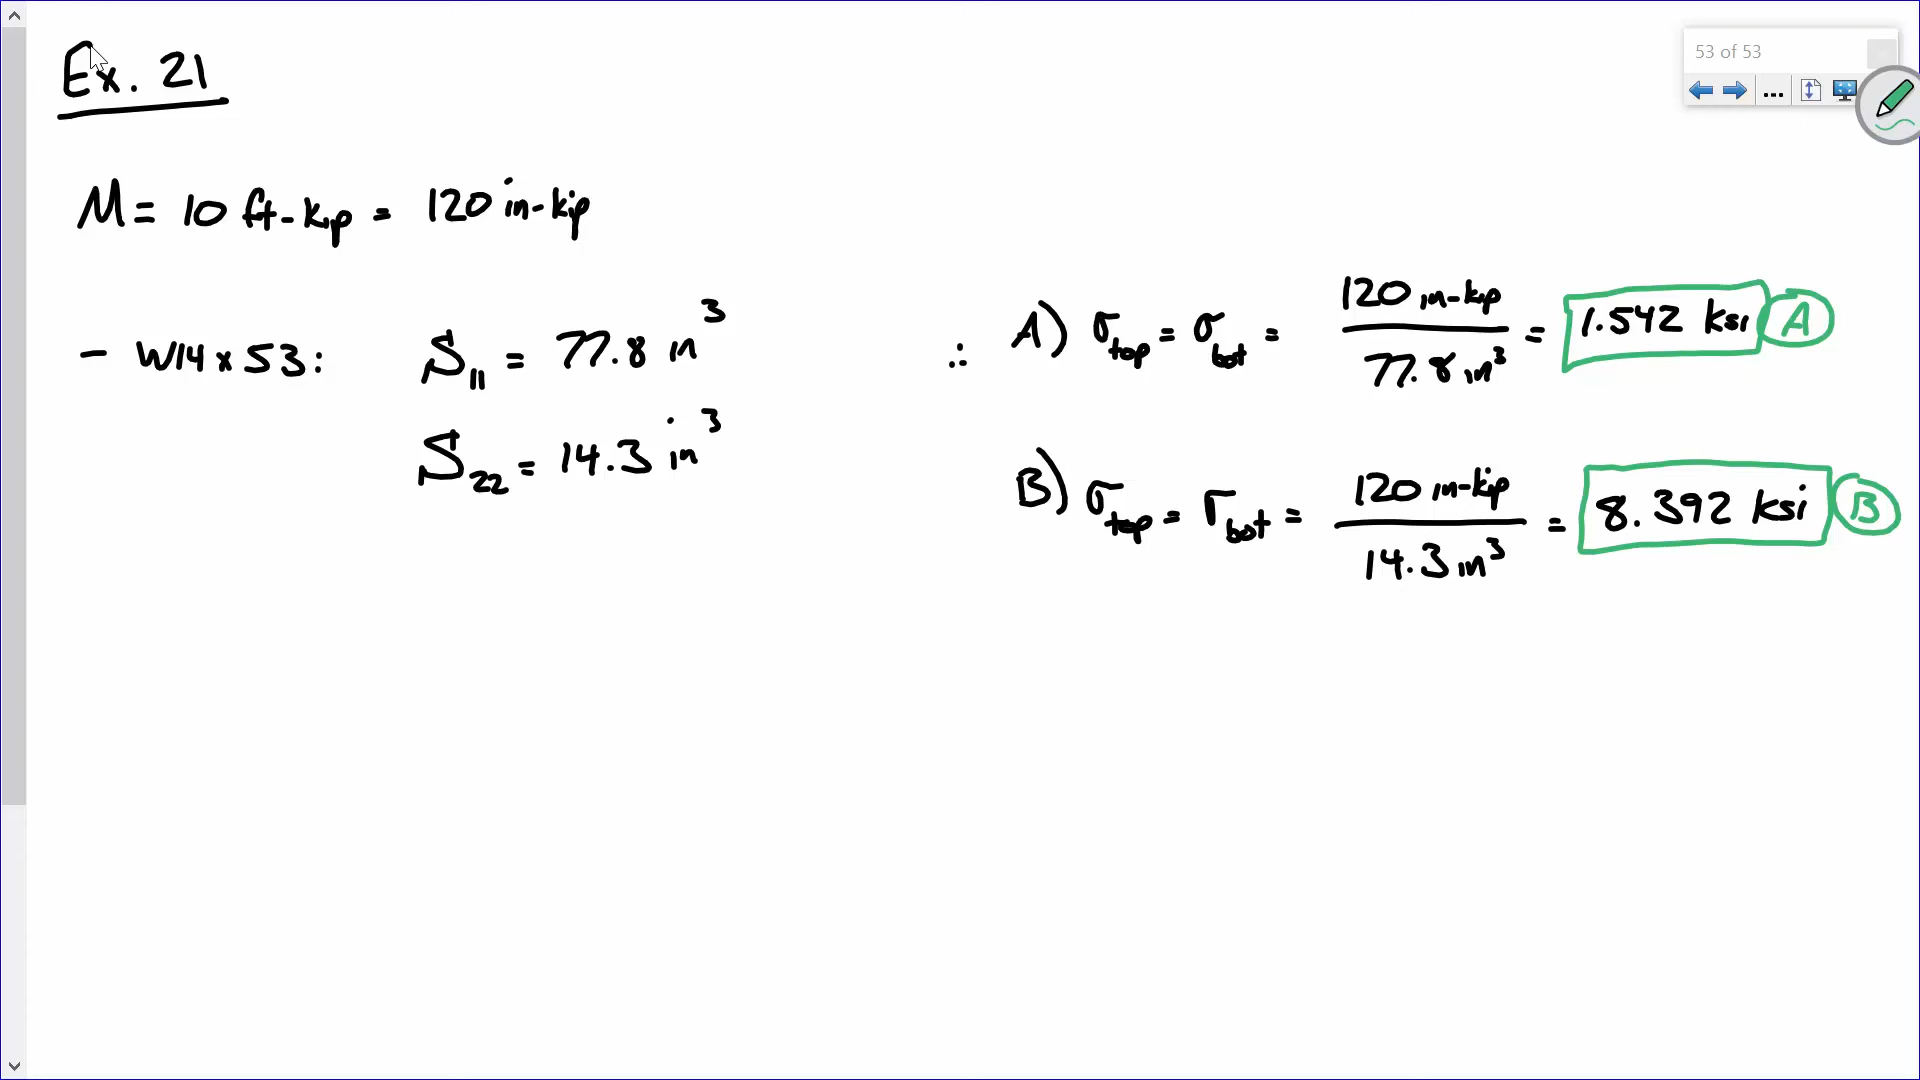 53 of 53
Ex. 21
M = 10 ft-kip = 120 in-kip
- W14 x 53: S₁₁ = 77.8 in³
S₂₂ = 14.3 in³
∴ A) σtop = σbot = 120 in-kip / 77.8 in³ = 1.542 ksi A
B) σtop = σbot = 120 in-kip / 14.3 in³ = 8.392 ksi B